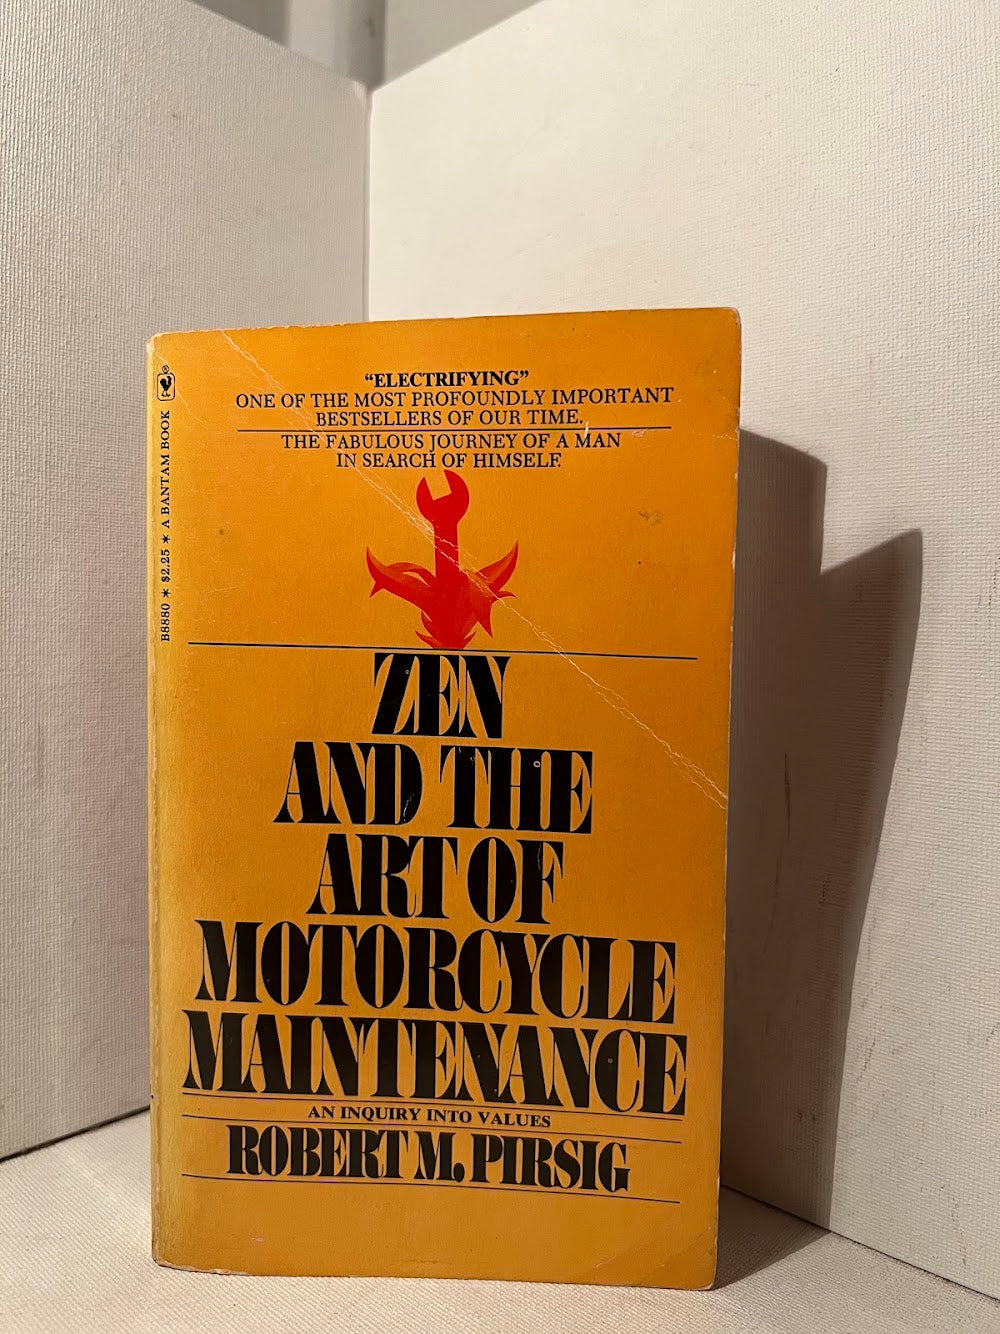 “ELECTRIFYING”
ONE OF THE MOST PROFOUNDLY IMPORTANT
BESTSELLERS OF OUR TIME.
THE FABULOUS JOURNEY OF A MAN
IN SEARCH OF HIMSELF.
ZEN
AND THE
ART OF
MOTORCYCLE
MAINTENANCE
AN INQUIRY INTO VALUES
ROBERT M. PIRSIG
B8880 * $2.25 * A BANTAM BOOK ®